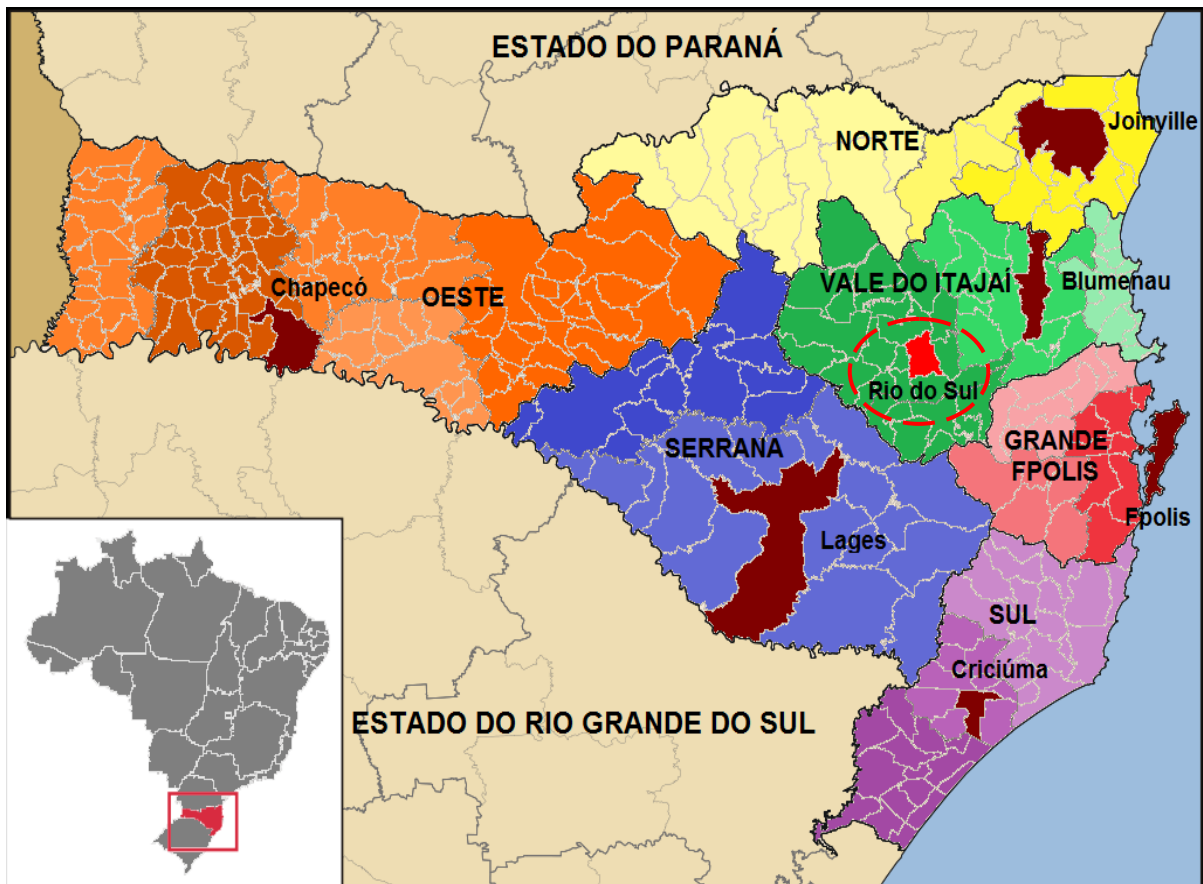 ESTADO DO PARANÁ
Joinville
NORTE
VALE DO ITAJAÍ
Blumenau
Chapecó
OESTE
Rio do Sul
SERRANA
GRANDE
FPOLIS
Fpolis
Lages
SUL
Criciúma
ESTADO DO RIO GRANDE DO SUL